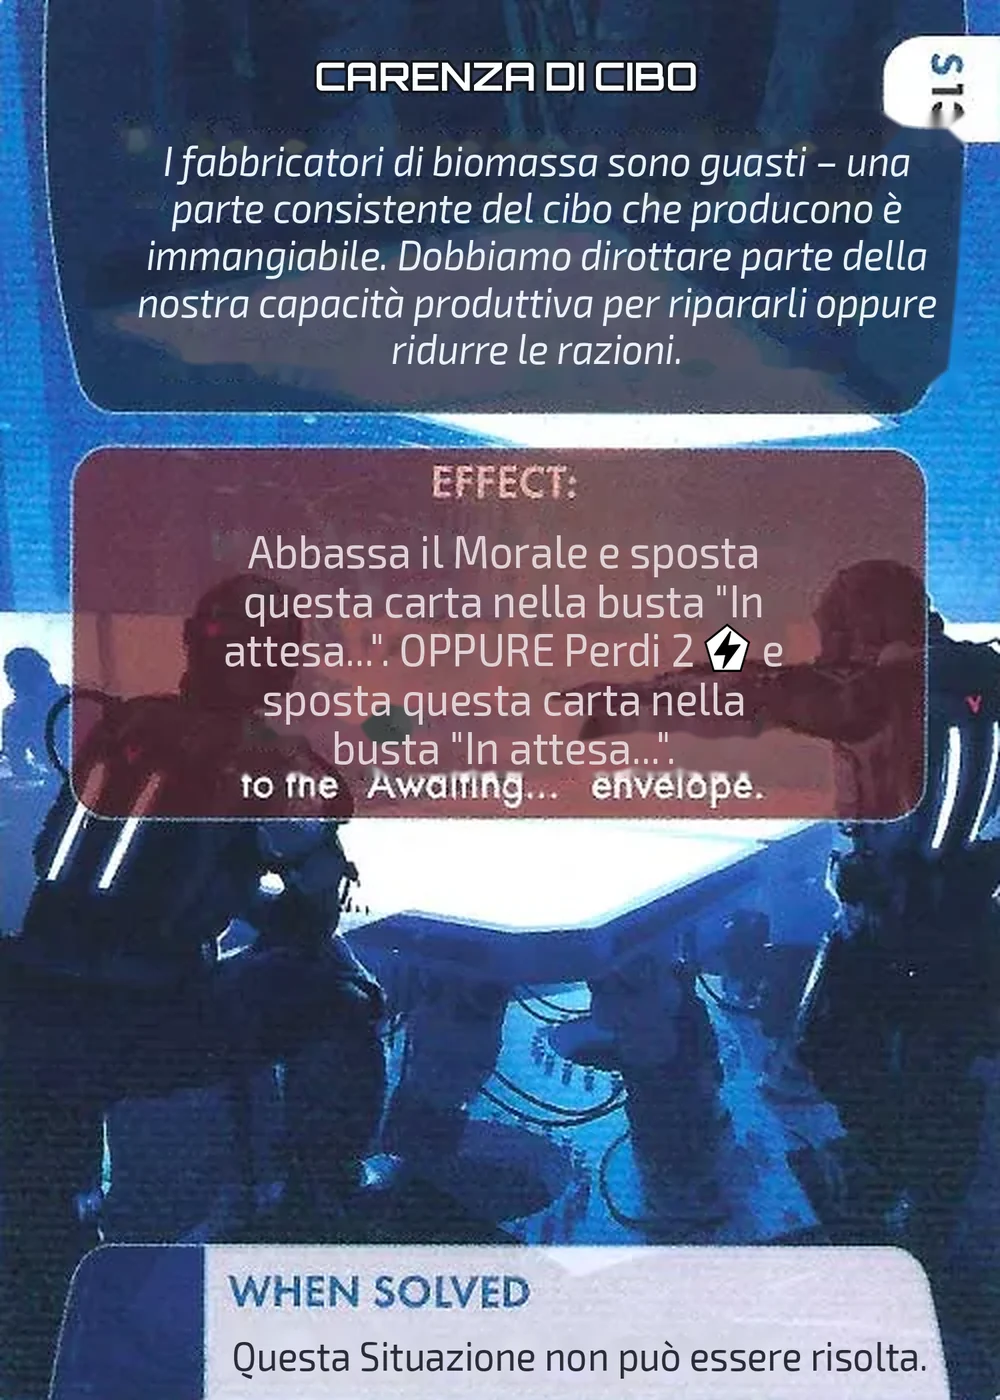 CARENZA DI CIBO
I fabbricatori di biomassa sono guasti – una
parte consistente del cibo che producono è
immangiabile. Dobbiamo dirottare parte della
nostra capacità produttiva per ripararli oppure
ridurre le razioni.
EFFECT:
Abbassa il Morale e sposta
questa carta nella busta "In
attesa...". OPPURE Perdi 2 e
sposta questa carta nella
busta "In attesa...".
to the Awaiting... envelope.
WHEN SOLVED
Questa Situazione non può essere risolta.